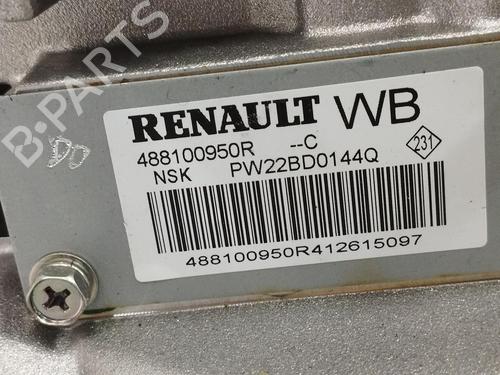 B-PARTS
RENAULT WB
488100950R --C 231
NSK PW22BD0144Q
488100950R412615097